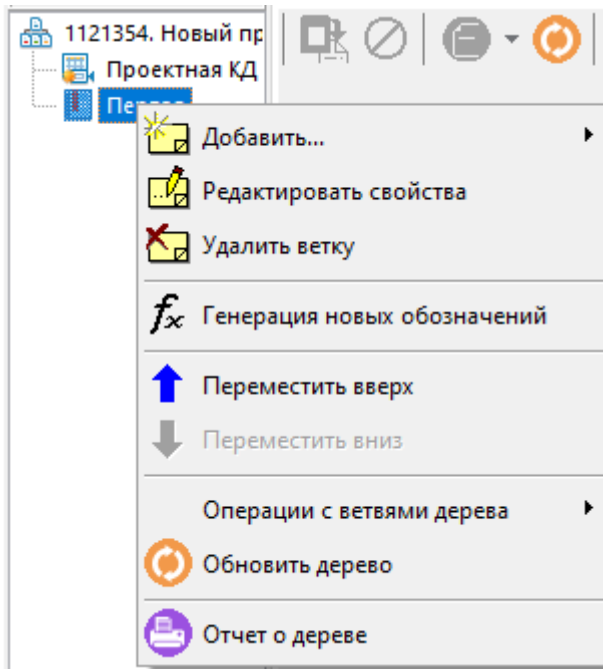 1121354. Новый пр
Проектная КД
Добавить...
Редактировать свойства
Удалить ветку
fx Генерация новых обозначений
Переместить вверх
Переместить вниз
Операции с ветвями дерева
Обновить дерево
Отчет о дереве